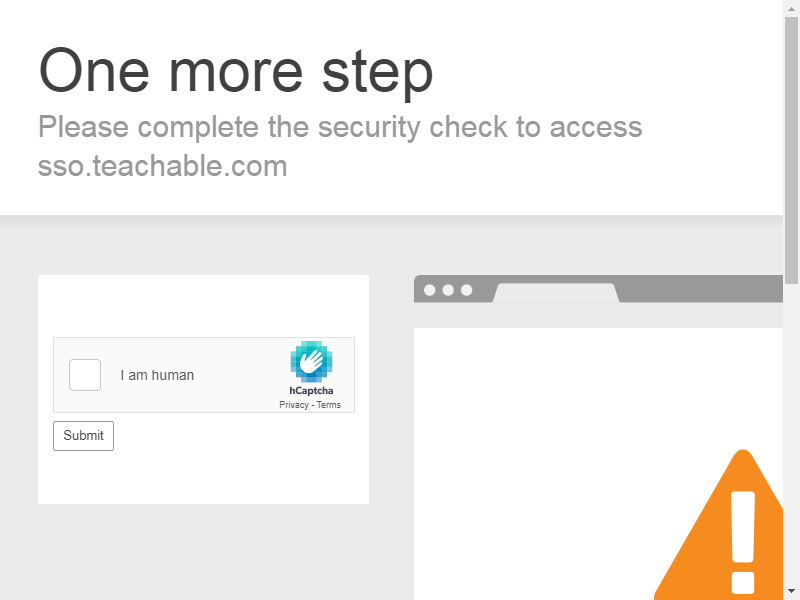 One more step
Please complete the security check to access
sso.teachable.com
I am human
hCaptcha
Privacy - Terms
Submit